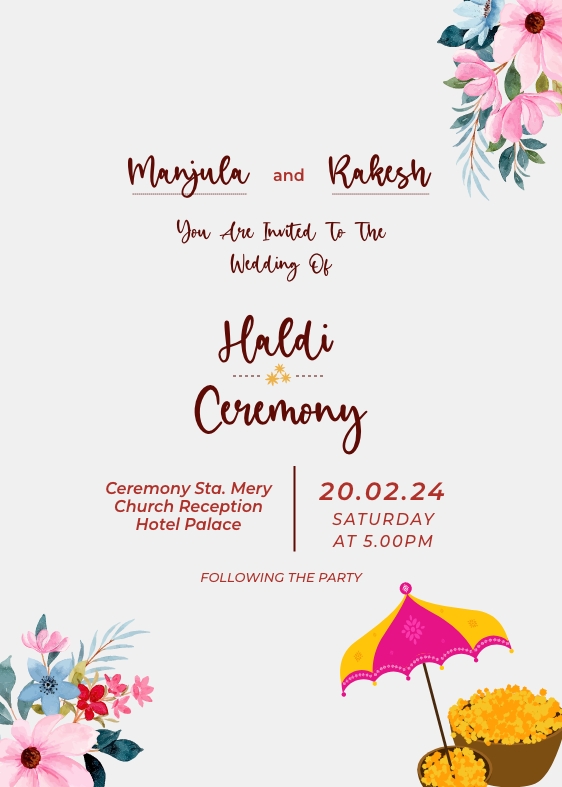 Manjula and Rakesh
You Are Invited To The
Wedding Of
Haldi
Ceremony
Ceremony Sta. Mery
Church Reception
Hotel Palace
20.02.24
SATURDAY
AT 5.00PM
FOLLOWING THE PARTY